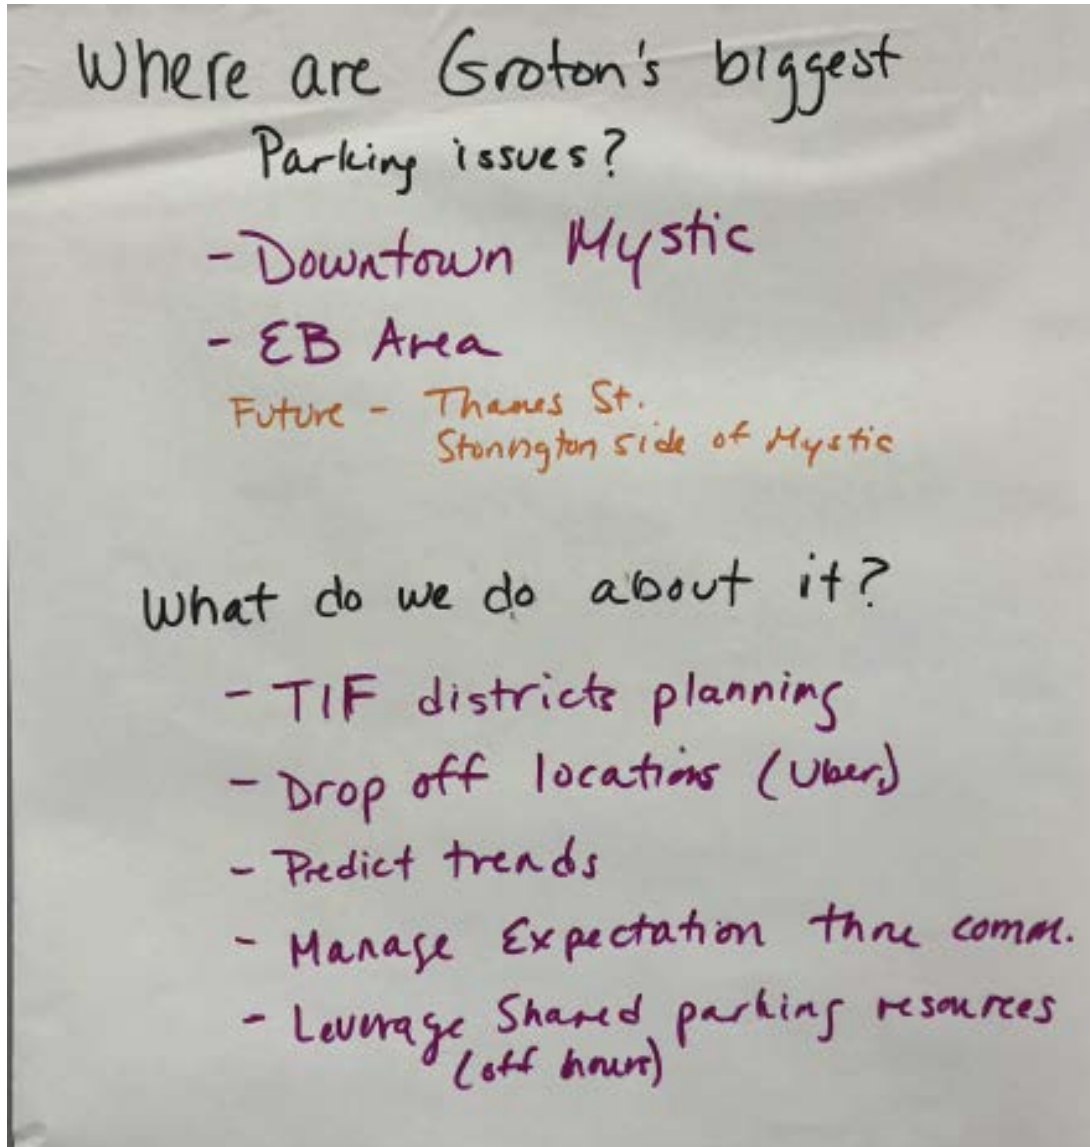 Where are Groton's biggest
Parking issues?
- Downtown Mystic
- EB Area
Future - Thames St.
Stonington side of Mystic
What do we do about it?
- TIF districts planning
- Drop off locations (Uber)
- Predict trends
- Manage Expectation thru comm.
- Leverage Shared parking resources
(off hours)